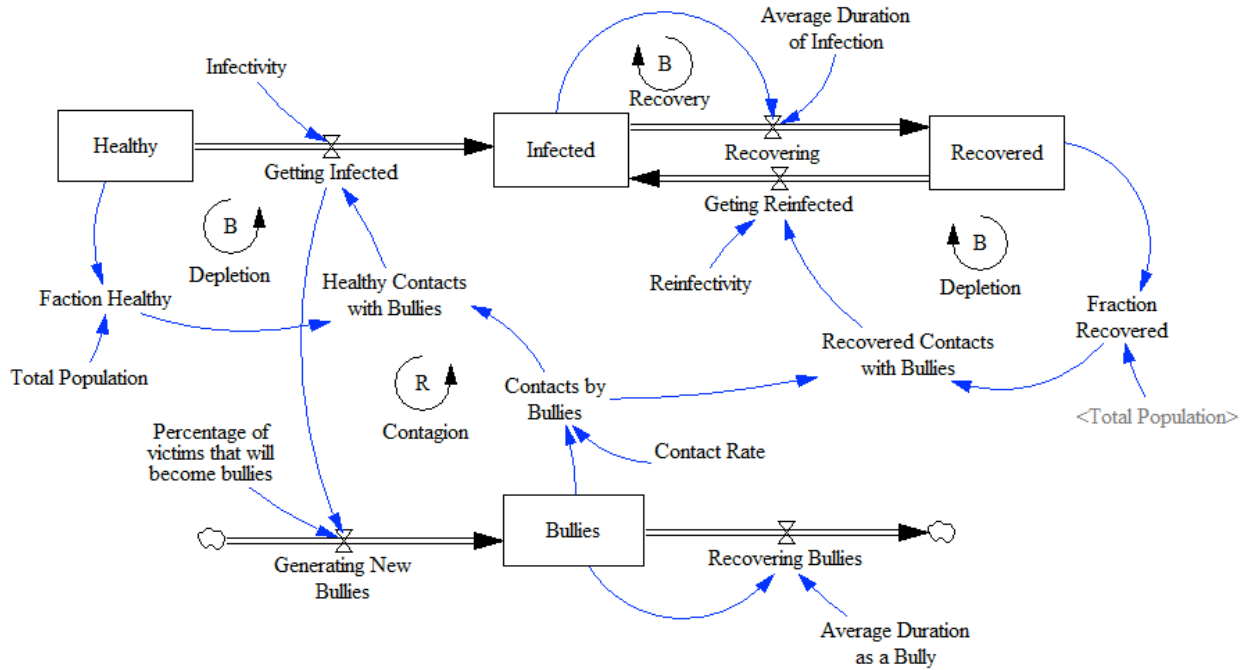 Average Duration
of Infection
Infectivity
B
Recovery
Healthy
Infected
Recovered
Getting Infected
Recovering
Geting Reinfected
B
Depletion
B
Depletion
Healthy Contacts
with Bullies
Reinfectivity
Faction Healthy
Fraction
Recovered
Recovered Contacts
with Bullies
Total Population
R
Contagion
Contacts by
Bullies
<Total Population>
Percentage of
victims that will
become bullies
Contact Rate
Bullies
Generating New
Bullies
Recovering Bullies
Average Duration
as a Bully